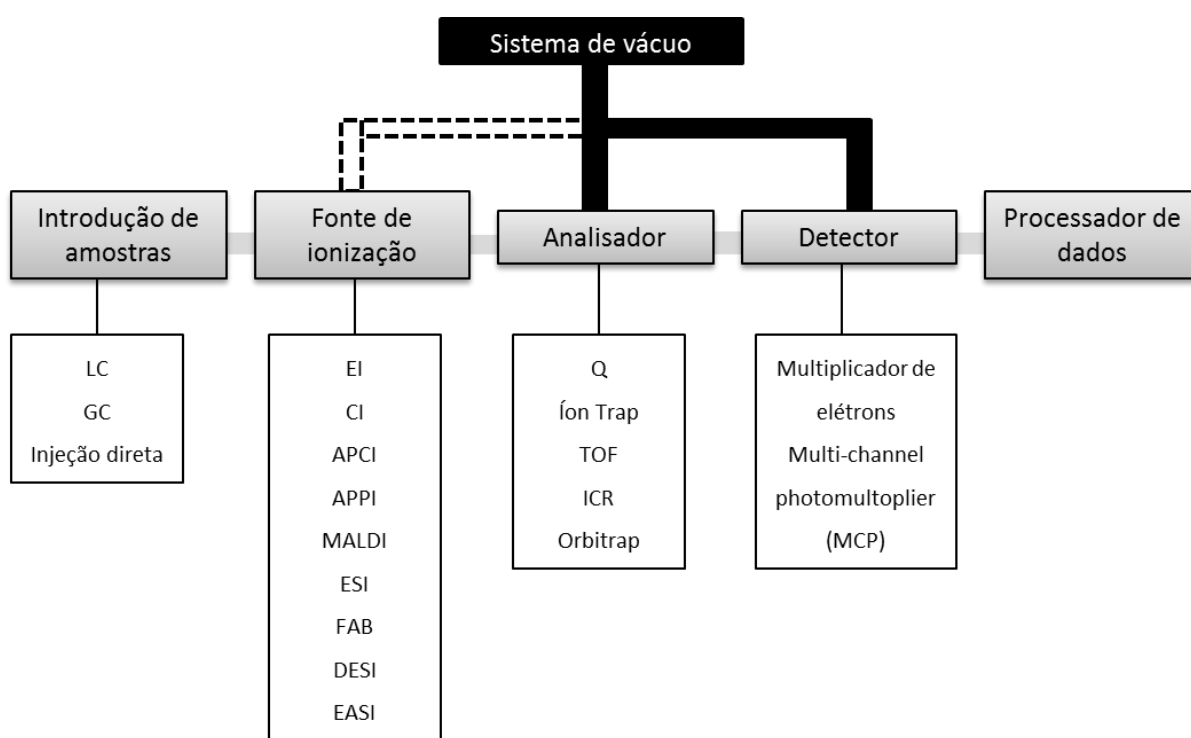 Sistema de vácuo
Introdução de
amostras
Fonte de
ionização
Analisador
Detector
Processador de
dados
LC
GC
Injeção direta
EI
CI
APCI
APPI
MALDI
ESI
FAB
DESI
EASI
Q
Íon Trap
TOF
ICR
Orbitrap
Multiplicador de
elétrons
Multi-channel
photomultoplier
(MCP)